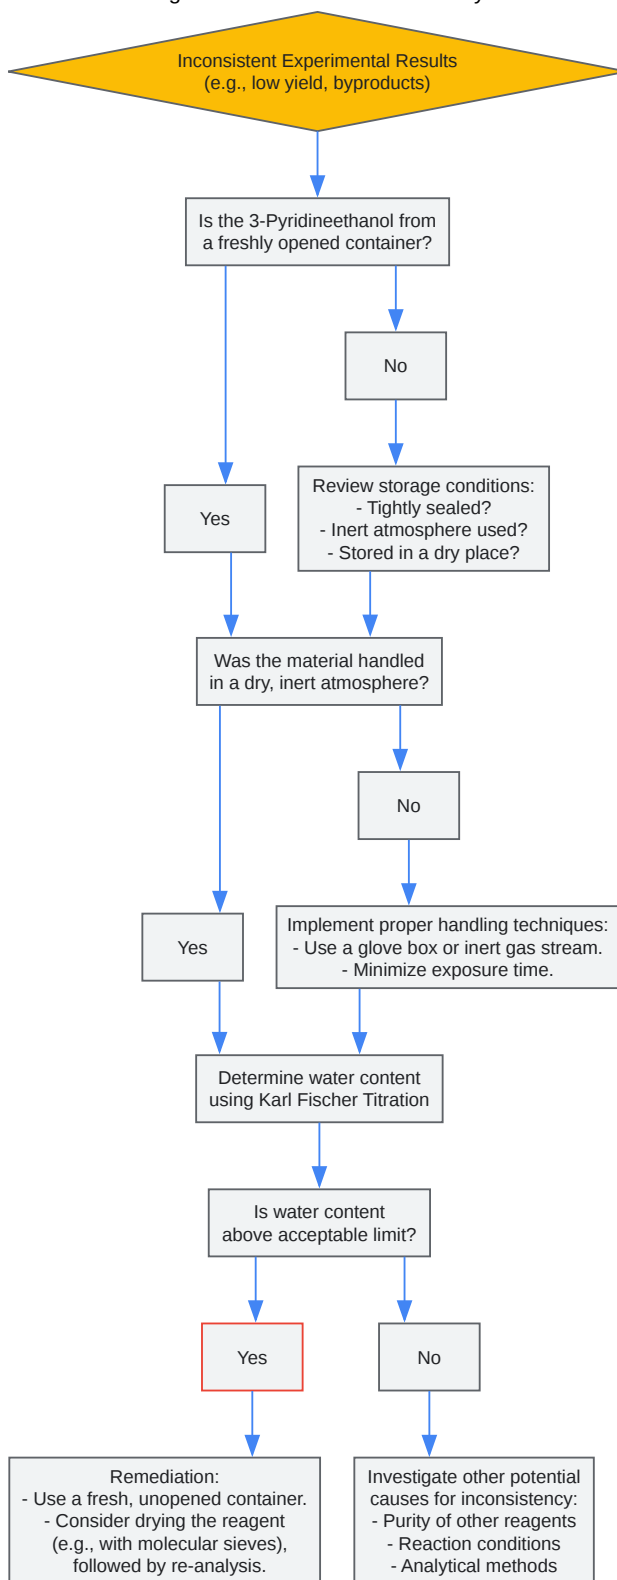 Inconsistent Experimental Results
(e.g., low yield, byproducts)
Is the 3-Pyridineethanol from
a freshly opened container?
No
Review storage conditions:
- Tightly sealed?
- Inert atmosphere used?
- Stored in a dry place?
Yes
Was the material handled
in a dry, inert atmosphere?
No
Implement proper handling techniques:
- Use a glove box or inert gas stream.
- Minimize exposure time.
Yes
Determine water content
using Karl Fischer Titration
Is water content
above acceptable limit?
Yes
No
Remediation:
- Use a fresh, unopened container.
- Consider drying the reagent
(e.g., with molecular sieves),
followed by re-analysis.
Investigate other potential
causes for inconsistency:
- Purity of other reagents
- Reaction conditions
- Analytical methods